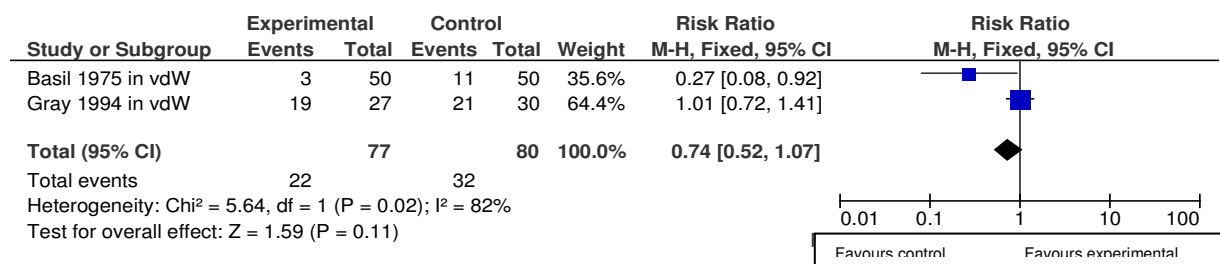 Experimental Control Risk Ratio Risk Ratio
Study or Subgroup Events Total Events Total Weight M-H, Fixed, 95% CI M-H, Fixed, 95% CI
Basil 1975 in vdW 3 50 11 50 35.6% 0.27 [0.08, 0.92]
Gray 1994 in vdW 19 27 21 30 64.4% 1.01 [0.72, 1.41]
Total (95% CI) 77 80 100.0% 0.74 [0.52, 1.07]
Total events 22 32
Heterogeneity: Chi² = 5.64, df = 1 (P = 0.02); I² = 82%
Test for overall effect: Z = 1.59 (P = 0.11)
0.01 0.1 1 10 100
Favours control Favours experimental